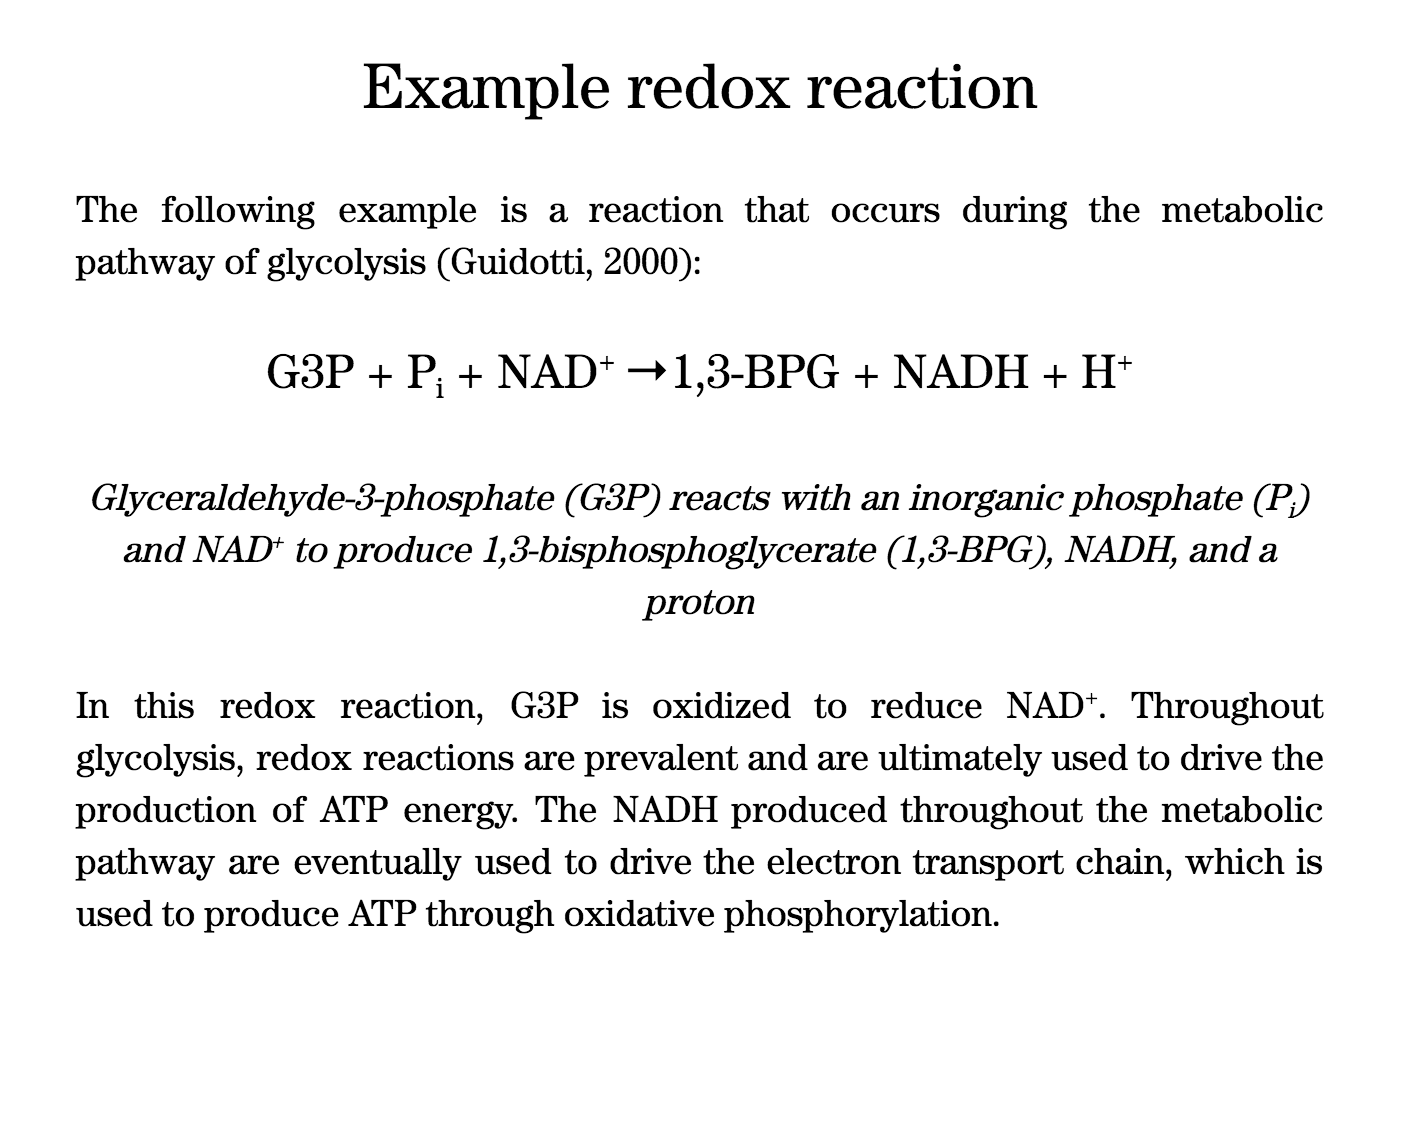 Example redox reaction
The following example is a reaction that occurs during the metabolic
pathway of glycolysis (Guidotti, 2000):
G3P + Pᵢ + NAD⁺ →1,3-BPG + NADH + H⁺
Glyceraldehyde-3-phosphate (G3P) reacts with an inorganic phosphate (Pᵢ)
and NAD⁺ to produce 1,3-bisphosphoglycerate (1,3-BPG), NADH, and a
proton
In this redox reaction, G3P is oxidized to reduce NAD⁺. Throughout
glycolysis, redox reactions are prevalent and are ultimately used to drive the
production of ATP energy. The NADH produced throughout the metabolic
pathway are eventually used to drive the electron transport chain, which is
used to produce ATP through oxidative phosphorylation.